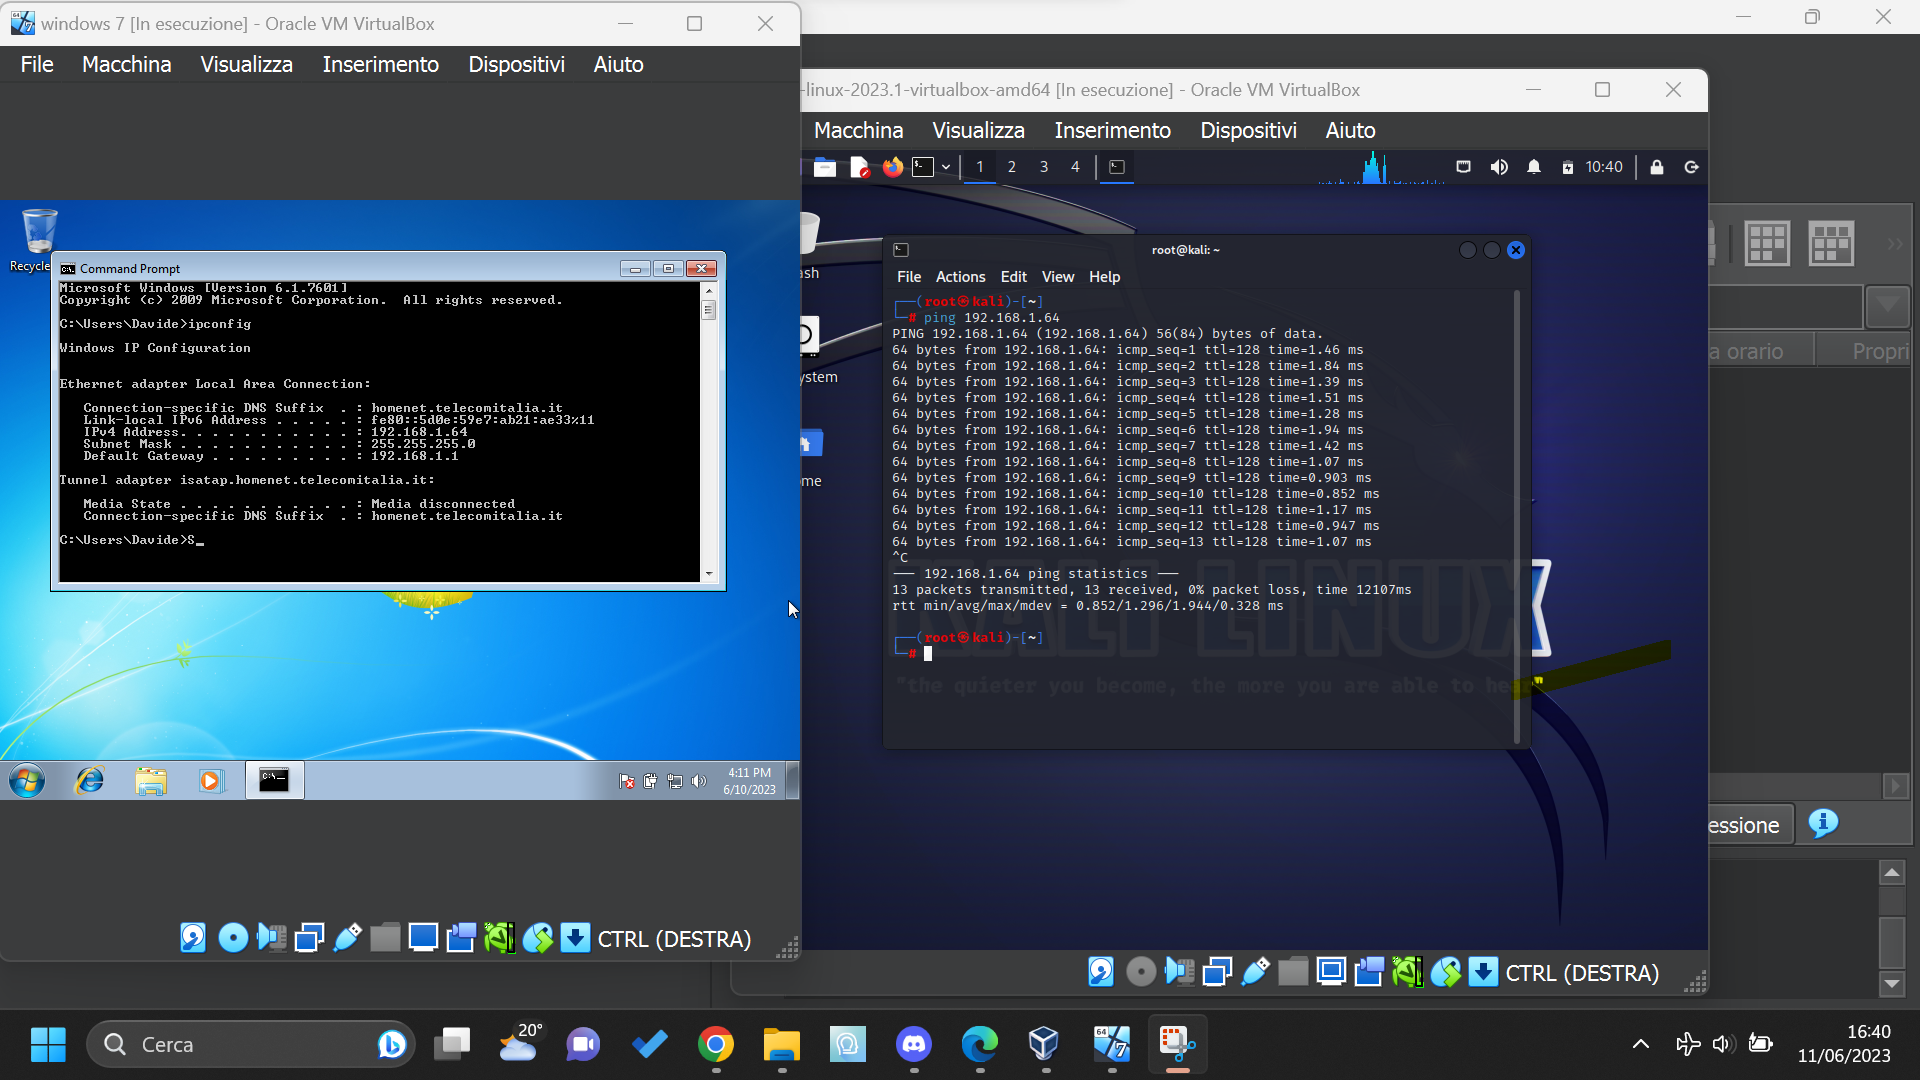 windows 7 [In esecuzione] - Oracle VM VirtualBox
File Macchina Visualizza Inserimento Dispositivi Aiuto
Recycle
Command Prompt
Microsoft Windows [Version 6.1.7601]
Copyright (c) 2009 Microsoft Corporation.  All rights reserved.
C:\Users\Davide>ipconfig
Windows IP Configuration
Ethernet adapter Local Area Connection:
Connection-specific DNS Suffix  . : homenet.telecomitalia.it
Link-local IPv6 Address . . . . . : fe80::5d0e:59e7:ab21:ae33%11
IPv4 Address. . . . . . . . . . . : 192.168.1.64
Subnet Mask . . . . . . . . . . . : 255.255.255.0
Default Gateway . . . . . . . . . : 192.168.1.1
Tunnel adapter isatap.homenet.telecomitalia.it:
Media State . . . . . . . . . . . : Media disconnected
Connection-specific DNS Suffix  . : homenet.telecomitalia.it
C:\Users\Davide>S_
4:11 PM
6/10/2023
CTRL (DESTRA)
-linux-2023.1-virtualbox-amd64 [In esecuzione] - Oracle VM VirtualBox
Macchina Visualizza Inserimento Dispositivi Aiuto
1 2 3 4 10:40
ash
ystem
ome
root@kali: ~
File Actions Edit View Help
┌──(root㉿kali)-[~]
└─# ping 192.168.1.64
PING 192.168.1.64 (192.168.1.64) 56(84) bytes of data.
64 bytes from 192.168.1.64: icmp_seq=1 ttl=128 time=1.46 ms
64 bytes from 192.168.1.64: icmp_seq=2 ttl=128 time=1.84 ms
64 bytes from 192.168.1.64: icmp_seq=3 ttl=128 time=1.39 ms
64 bytes from 192.168.1.64: icmp_seq=4 ttl=128 time=1.51 ms
64 bytes from 192.168.1.64: icmp_seq=5 ttl=128 time=1.28 ms
64 bytes from 192.168.1.64: icmp_seq=6 ttl=128 time=1.94 ms
64 bytes from 192.168.1.64: icmp_seq=7 ttl=128 time=1.42 ms
64 bytes from 192.168.1.64: icmp_seq=8 ttl=128 time=1.07 ms
64 bytes from 192.168.1.64: icmp_seq=9 ttl=128 time=0.903 ms
64 bytes from 192.168.1.64: icmp_seq=10 ttl=128 time=0.852 ms
64 bytes from 192.168.1.64: icmp_seq=11 ttl=128 time=1.17 ms
64 bytes from 192.168.1.64: icmp_seq=12 ttl=128 time=0.947 ms
64 bytes from 192.168.1.64: icmp_seq=13 ttl=128 time=1.07 ms
^C
─── 192.168.1.64 ping statistics ───
13 packets transmitted, 13 received, 0% packet loss, time 12107ms
rtt min/avg/max/mdev = 0.852/1.296/1.944/0.328 ms
┌──(root㉿kali)-[~]
└─#
KALI LINUX
"the quieter you become, the more you are able to hear"
CTRL (DESTRA)
a orario Propri
essione
Cerca
20°
64
7
16:40
11/06/2023